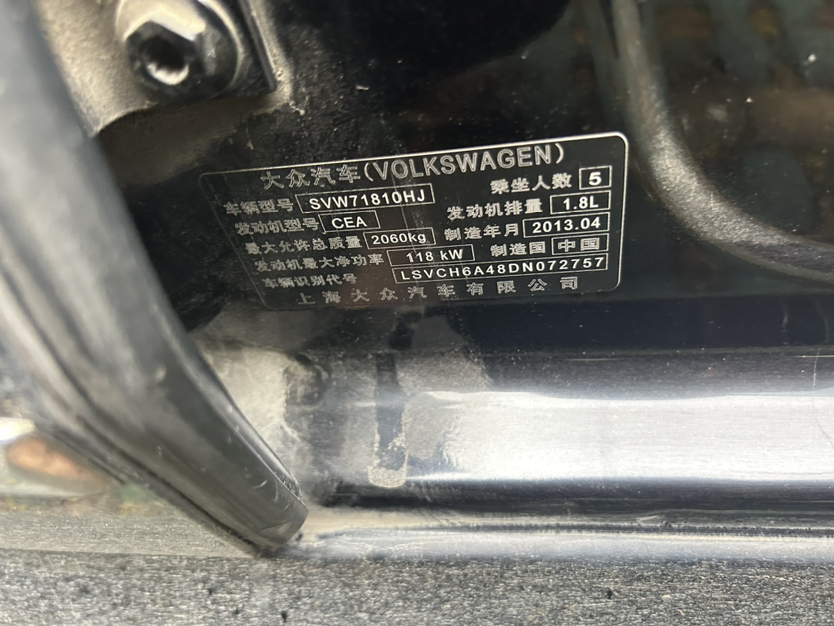 大众汽车(VOLKSWAGEN)
车辆型号 SVW71810HJ 乘坐人数 5
发动机型号 CEA 发动机排量 1.8L
最大允许总质量 2060kg 制造年月 2013.04
发动机最大净功率 118 kW 制造国 中国
车辆识别代号 LSVCH6A48DN072757
上海大众汽车有限公司